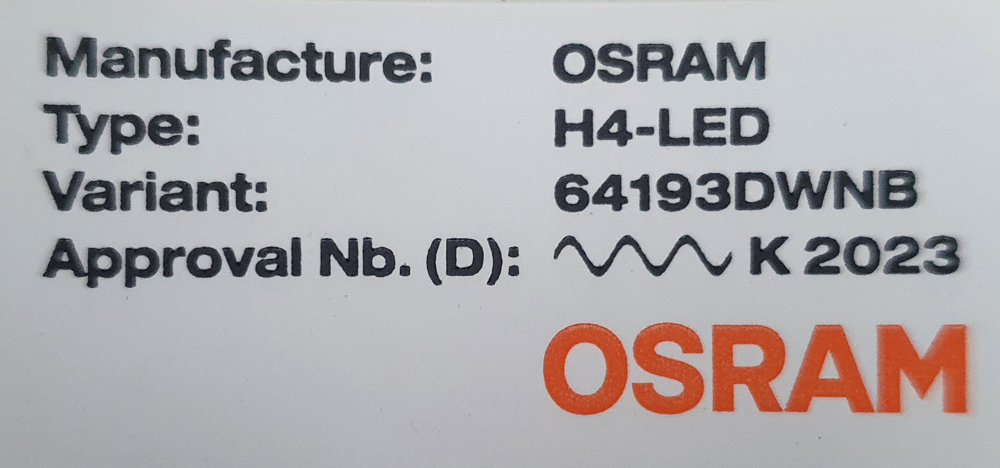 Manufacture: OSRAM
Type: H4-LED
Variant: 64193DWNB
Approval Nb. (D): K 2023
OSRAM